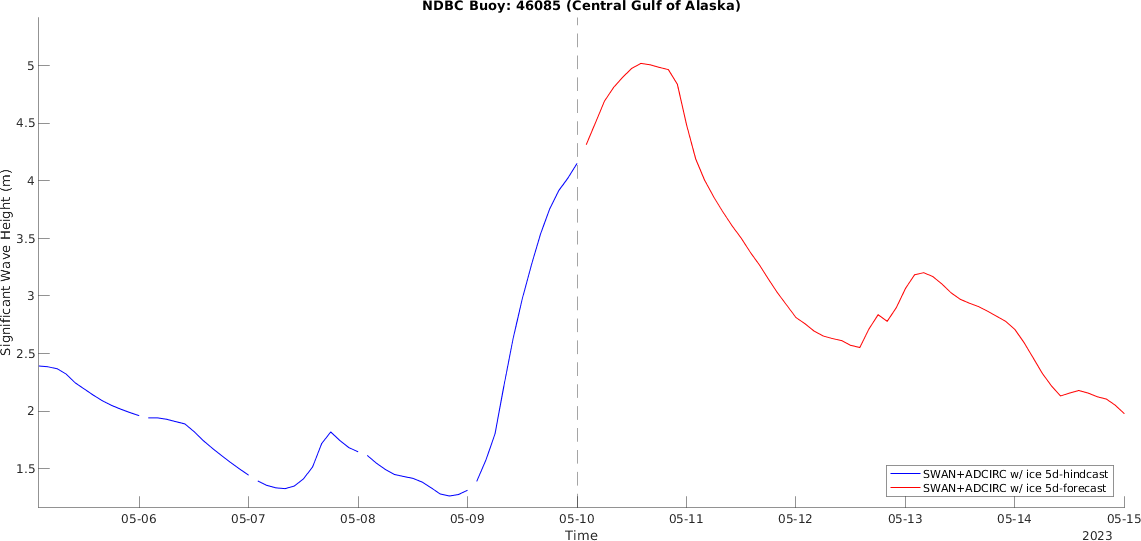 NDBC Buoy: 46085 (Central Gulf of Alaska)
Significant Wave Height (m)
5
4.5
4
3.5
3
2.5
2
1.5
SWAN+ADCIRC w/ ice 5d-hindcast
SWAN+ADCIRC w/ ice 5d-forecast
05-06 05-07 05-08 05-09 05-10 05-11 05-12 05-13 05-14 05-15
Time
2023